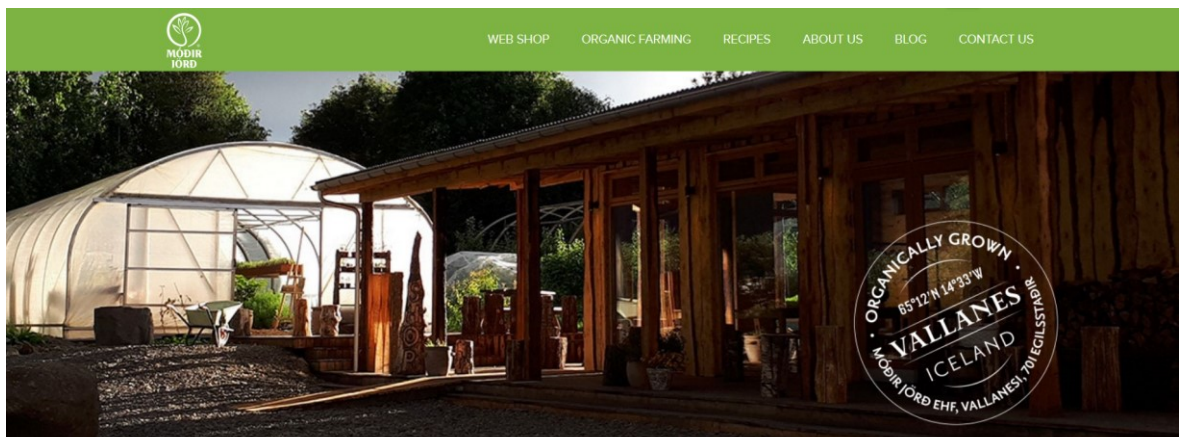 MÓÐIR
JÖRÐ
WEB SHOP ORGANIC FARMING RECIPES ABOUT US BLOG CONTACT US
• ORGANICALLY GROWN •
65°12'N 14°33'W
VALLANES
ICELAND
MÓÐIR JÖRÐ EHF, VALLANESI, 701 EGILSSTAÐIR